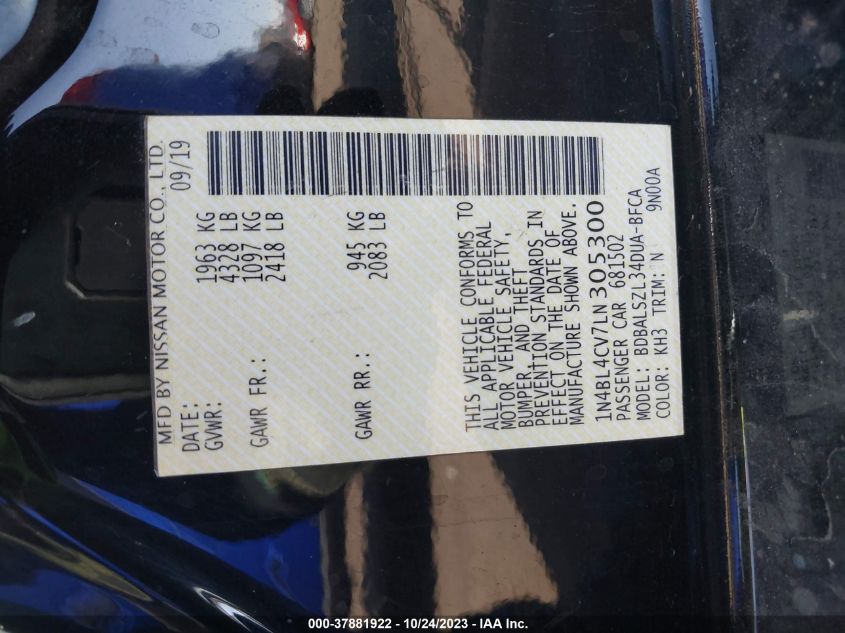 MFD BY NISSAN MOTOR CO., LTD.
DATE: 09/19
GVWR: 1963 KG
4328 LB
GAWR FR.: 1097 KG
2418 LB
GAWR RR.: 945 KG
2083 LB
THIS VEHICLE CONFORMS TO
ALL APPLICABLE FEDERAL
MOTOR VEHICLE SAFETY,
BUMPER, AND THEFT
PREVENTION STANDARDS IN
EFFECT ON THE DATE OF
MANUFACTURE SHOWN ABOVE.
1N4BL4CV7LN305300
PASSENGER CAR 681502
MODEL: BDBALSZL34DUA-BFCA
COLOR: KH3 TRIM: N 9N00A
000-37881922 - 10/24/2023 - IAA Inc.